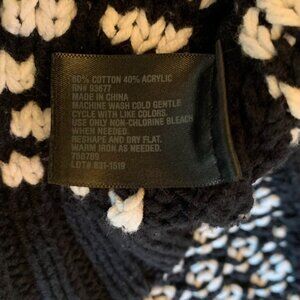 60% COTTON 40% ACRYLIC
RN# 93677
MADE IN CHINA
MACHINE WASH COLD GENTLE
CYCLE WITH LIKE COLORS.
USE ONLY NON-CHLORINE BLEACH
WHEN NEEDED.
RESHAPE AND DRY FLAT.
WARM IRON AS NEEDED.
758789
LOT# 831-1519